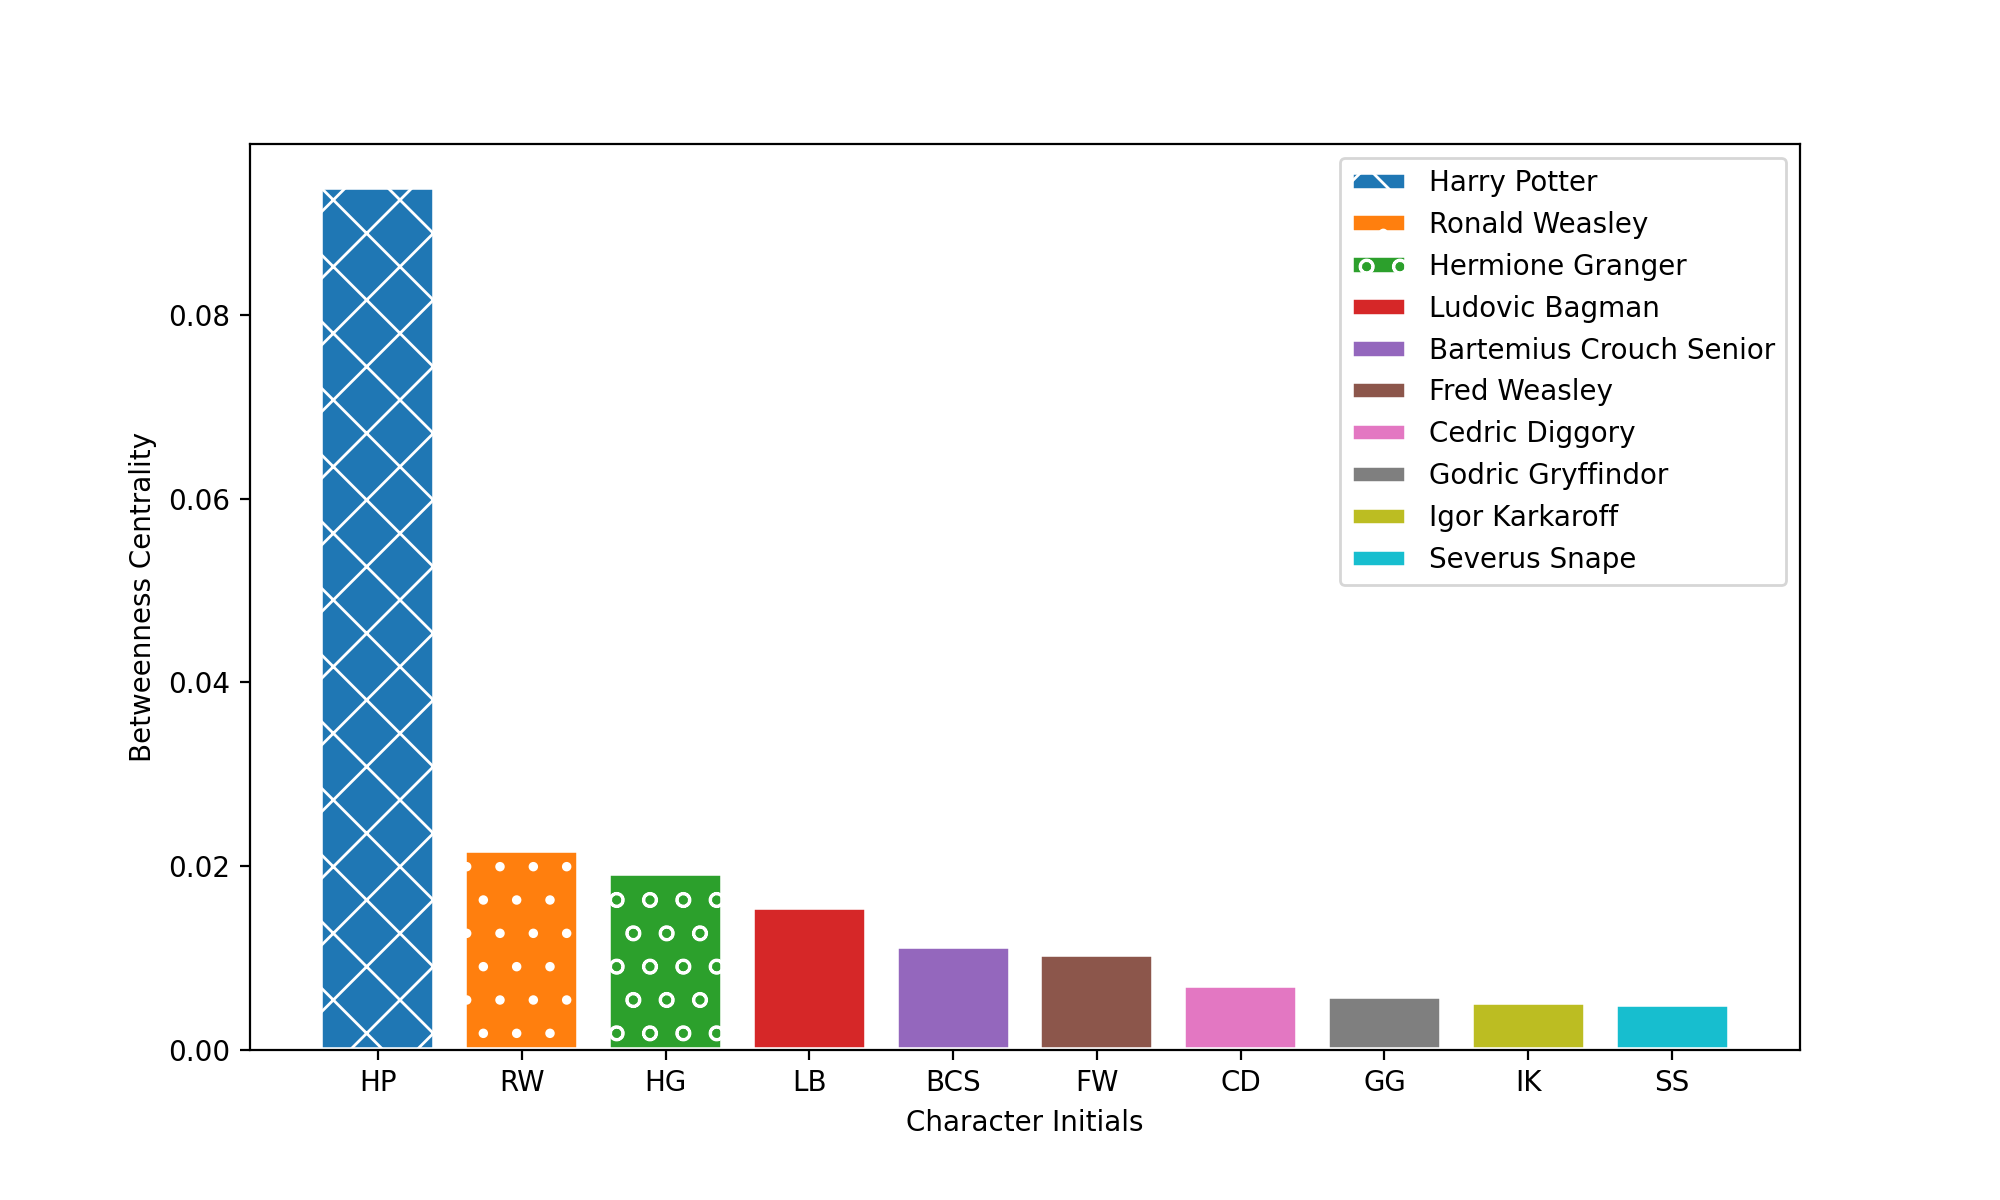 Harry Potter
Ronald Weasley
Hermione Granger
Ludovic Bagman
Bartemius Crouch Senior
Fred Weasley
Cedric Diggory
Godric Gryffindor
Igor Karkaroff
Severus Snape
Betweenness Centrality
0.08
0.06
0.04
0.02
0.00
HP RW HG LB BCS FW CD GG IK SS
Character Initials